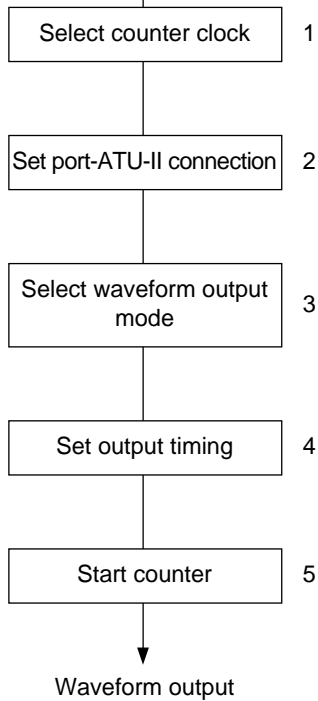 Select counter clock 1
Set port-ATU-II connection 2
Select waveform output
mode
3
Set output timing 4
Start counter 5
Waveform output